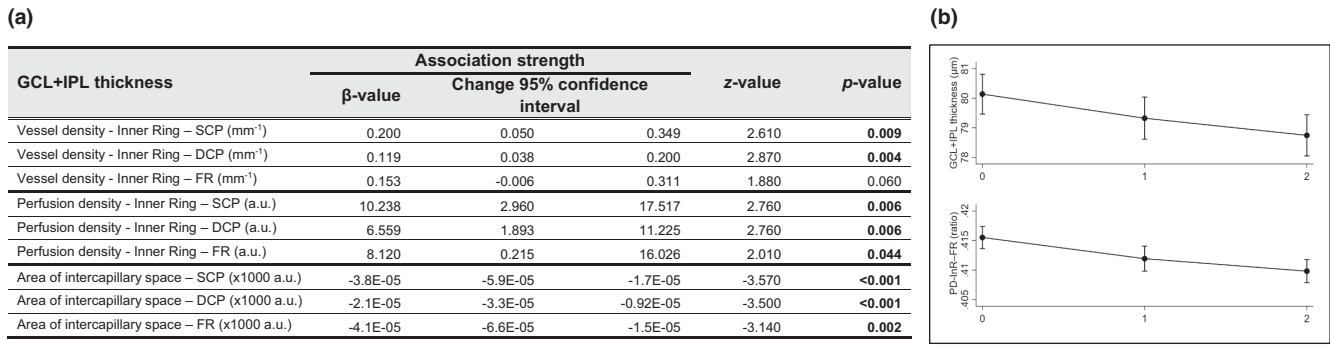 (a)
(b)
GCL+IPL thickness
Association strength
z-value
p-value
β-value
Change 95% confidence
interval
Vessel density - Inner Ring – SCP (mm-1) 0.200 0.050 0.349 2.610 0.009
Vessel density - Inner Ring – DCP (mm-1) 0.119 0.038 0.200 2.870 0.004
Vessel density - Inner Ring – FR (mm-1) 0.153 -0.006 0.311 1.880 0.060
Perfusion density - Inner Ring – SCP (a.u.) 10.238 2.960 17.517 2.760 0.006
Perfusion density - Inner Ring – DCP (a.u.) 6.559 1.893 11.225 2.760 0.006
Perfusion density - Inner Ring – FR (a.u.) 8.120 0.215 16.026 2.010 0.044
Area of intercapillary space – SCP (x1000 a.u.) -3.8E-05 -5.9E-05 -1.7E-05 -3.570 <0.001
Area of intercapillary space – DCP (x1000 a.u.) -2.1E-05 -3.3E-05 -0.92E-05 -3.500 <0.001
Area of intercapillary space – FR (x1000 a.u.) -4.1E-05 -6.6E-05 -1.5E-05 -3.140 0.002
GCL+IPL thickness (μm)
81
80
79
78
0 1 2
PD-InR–FR (ratio)
.42
.415
.41
.405
0 1 2